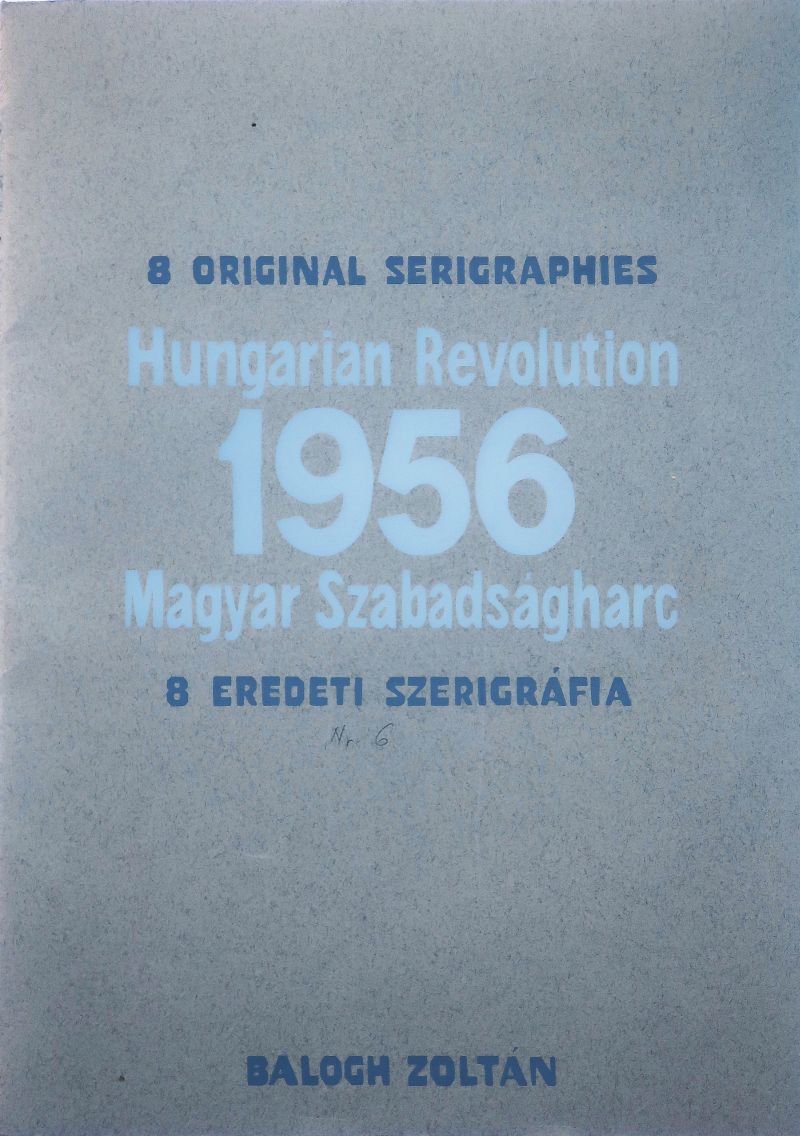 8 ORIGINAL SERIGRAPHIES
Hungarian Revolution
1956
Magyar Szabadságharc
8 EREDETI SZERIGRÁFIA
Nr. 6
BALOGH ZOLTÁN